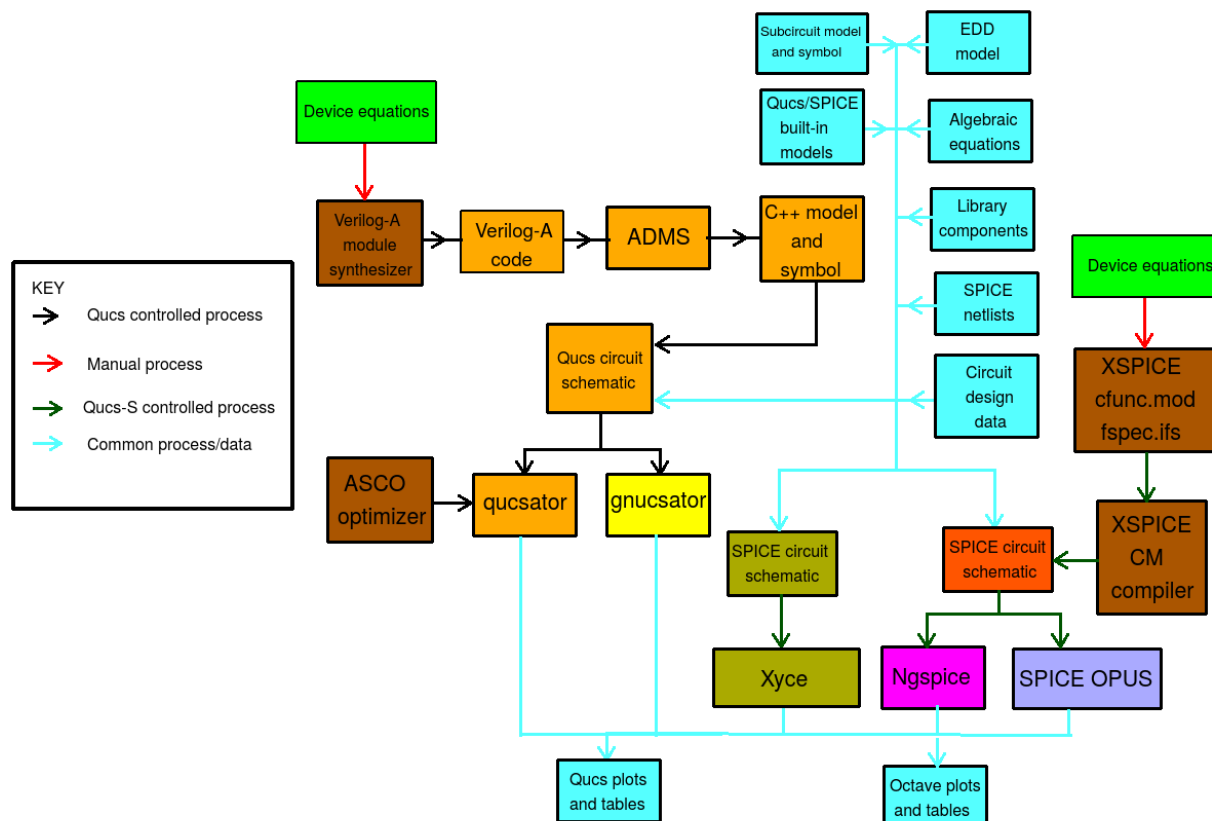 Subcircuit model
and symbol
EDD
model
Device equations
Qucs/SPICE
built-in
models
Algebraic
equations
Verilog-A
module
synthesizer
Verilog-A
code
ADMS
C++ model
and
symbol
Library
components
Device equations
KEY
Qucs controlled process
Manual process
Qucs-S controlled process
Common process/data
SPICE
netlists
Qucs circuit
schematic
Circuit
design
data
XSPICE
cfunc.mod
fspec.ifs
ASCO
optimizer
qucsator
gnucsator
SPICE circuit
schematic
SPICE circuit
schematic
XSPICE
CM
compiler
Xyce
Ngspice
SPICE OPUS
Qucs plots
and tables
Octave plots
and tables